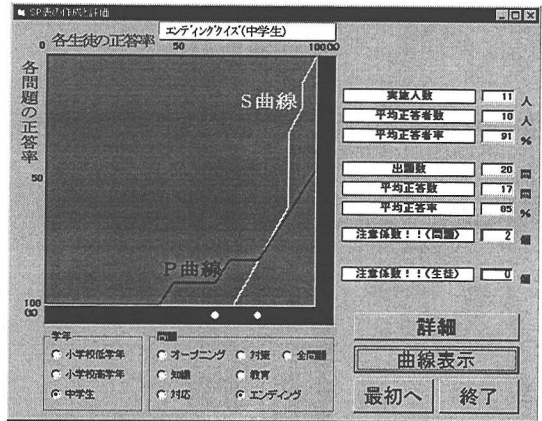 SP表の作成と評価
エンディングクイズ(中学生)
各生徒の正答率
0 50 100(%)
各問題の正答率
50
100
(%)
S曲線
P曲線
実施人数 11 人
平均正答者数 10 人
平均正答者率 91 %
出題数 20 問
平均正答数 17 問
平均正答率 85 %
注意係数!!(問題) 2 個
注意係数!!(生徒) 0 個
学年
小学校低学年
小学校高学年
中学生
問題
オープニング 対策 全問題
知識 教育
対応 エンディング
詳細
曲線表示
最初へ 終了